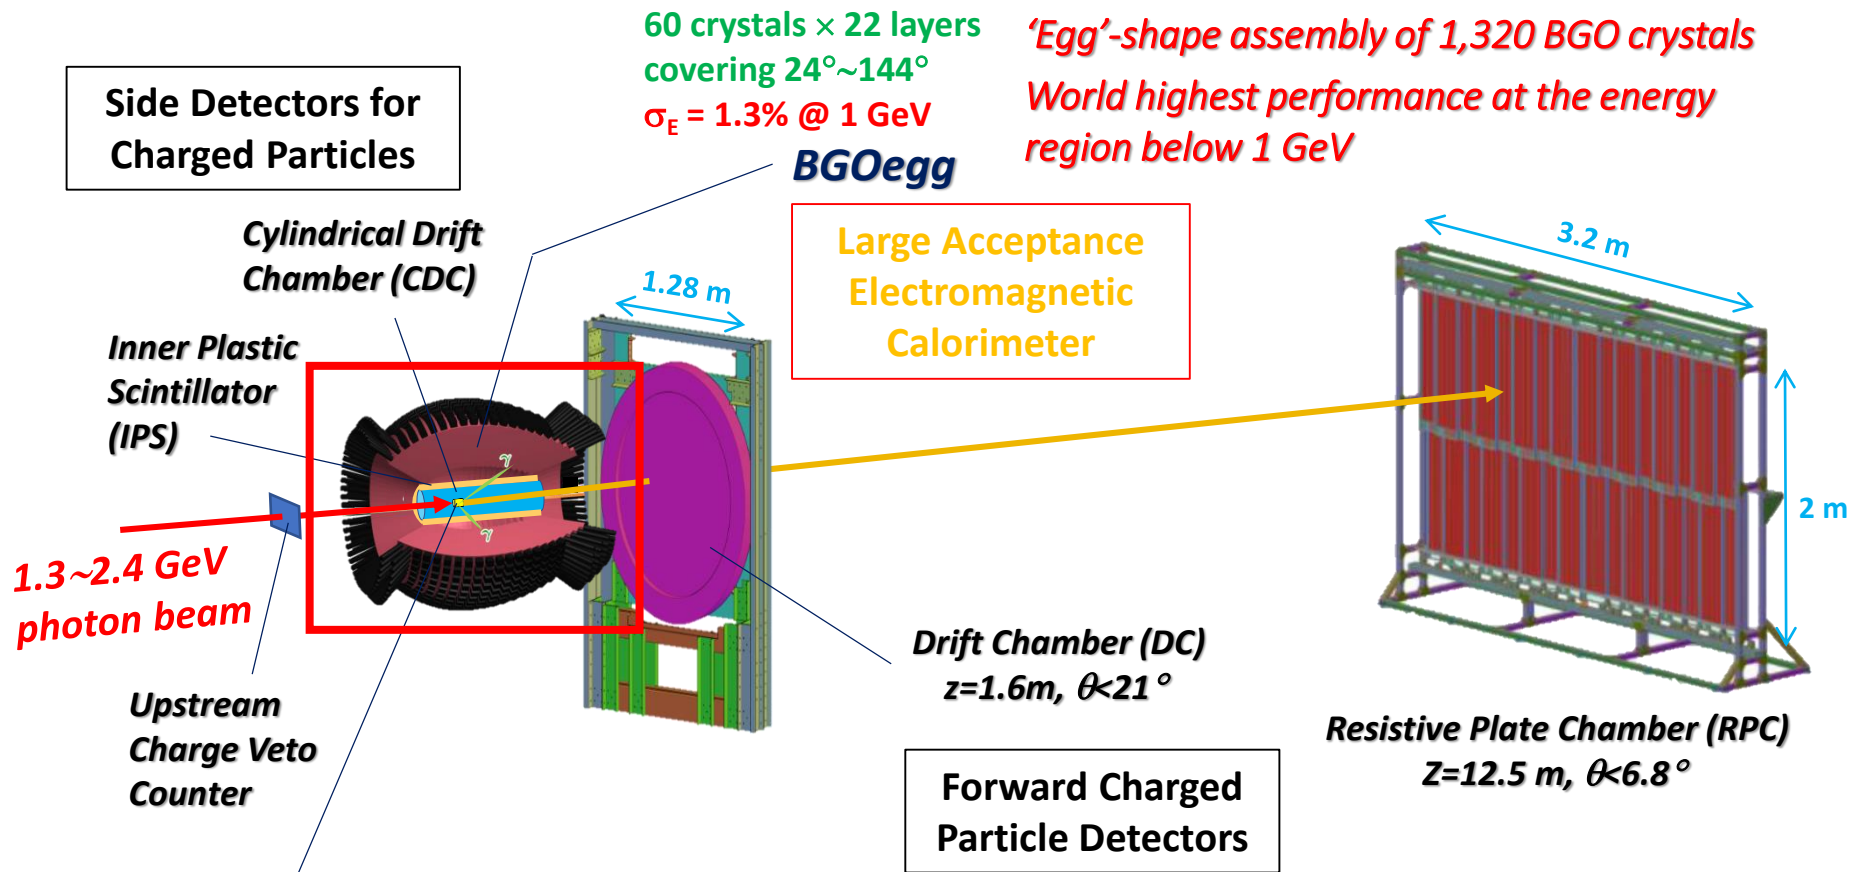 60 crystals × 22 layers
covering 24°~144°
σE = 1.3% @ 1 GeV
BGOegg
‘Egg’-shape assembly of 1,320 BGO crystals
World highest performance at the energy
region below 1 GeV
Side Detectors for
Charged Particles
Cylindrical Drift
Chamber (CDC)
Large Acceptance
Electromagnetic
Calorimeter
1.28 m
3.2 m
Inner Plastic
Scintillator
(IPS)
γ
γ
2 m
1.3~2.4 GeV
photon beam
Upstream
Charge Veto
Counter
Drift Chamber (DC)
z=1.6m, θ<21°
Resistive Plate Chamber (RPC)
Z=12.5 m, θ<6.8°
Forward Charged
Particle Detectors